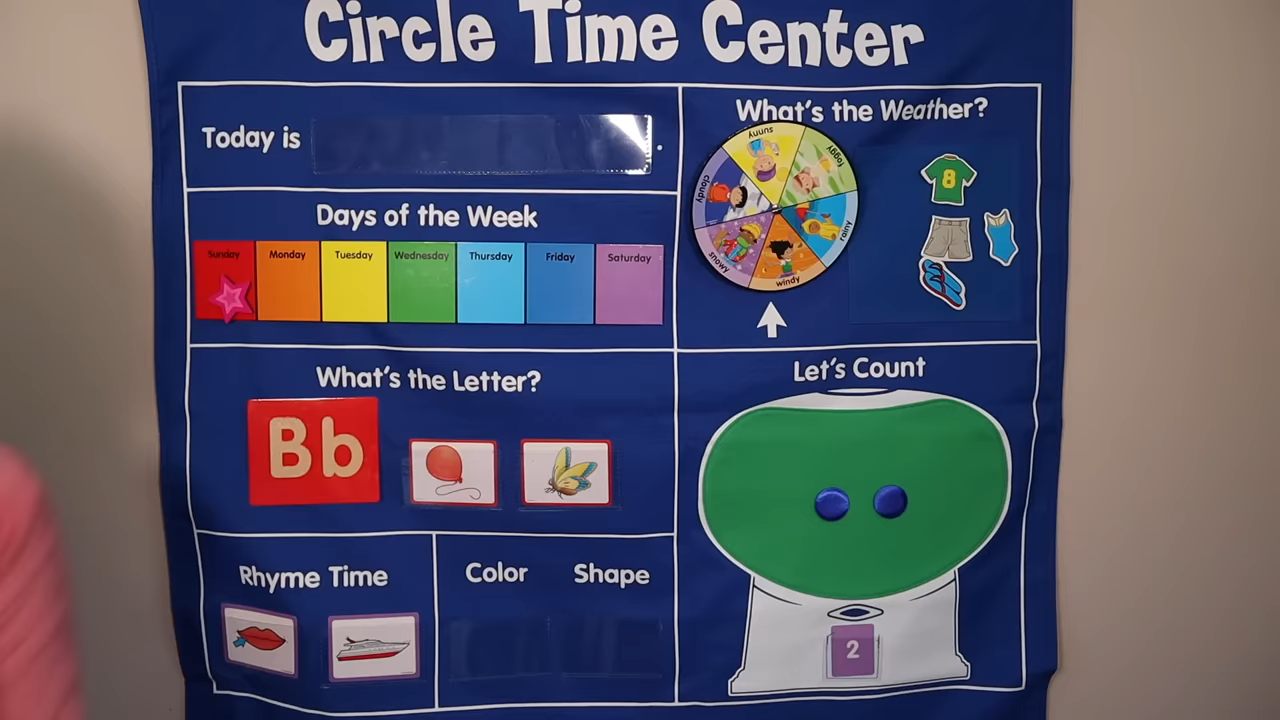 Circle Time Center
Today is .
Days of the Week
Sunday Monday Tuesday Wednesday Thursday Friday Saturday
What's the Weather?
sunny
foggy
rainy
windy
snowy
cloudy
8
What's the Letter?
Bb
Rhyme Time
Color Shape
Let's Count
2